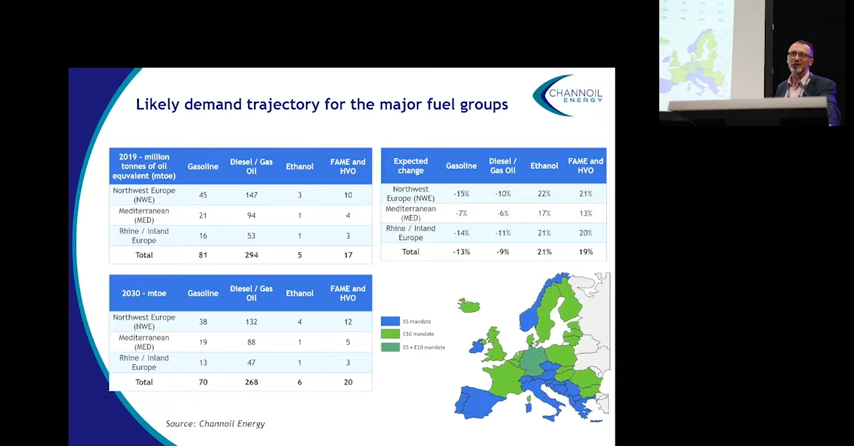 CHANNOIL
ENERGY
Likely demand trajectory for the major fuel groups
2019 - million tonnes of oil equvalent (mtoe) Gasoline Diesel / Gas Oil Ethanol FAME and HVO
Northwest Europe (NWE) 45 147 3 10
Mediterranean (MED) 21 94 1 4
Rhine / Inland Europe 16 53 1 3
Total 81 294 5 17
Expected change Gasoline Diesel / Gas Oil Ethanol FAME and HVO
Northwest Europe (NWE) -15% -10% 22% 21%
Mediterranean (MED) -7% -6% 17% 13%
Rhine / Inland Europe -14% -11% 21% 20%
Total -13% -9% 21% 19%
2030 - mtoe Gasoline Diesel / Gas Oil Ethanol FAME and HVO
Northwest Europe (NWE) 38 132 4 12
Mediterranean (MED) 19 88 1 5
Rhine / Inland Europe 13 47 1 3
Total 70 268 6 20
E5 mandate
E10 mandate
E5 + E10 mandate
Source: Channoil Energy